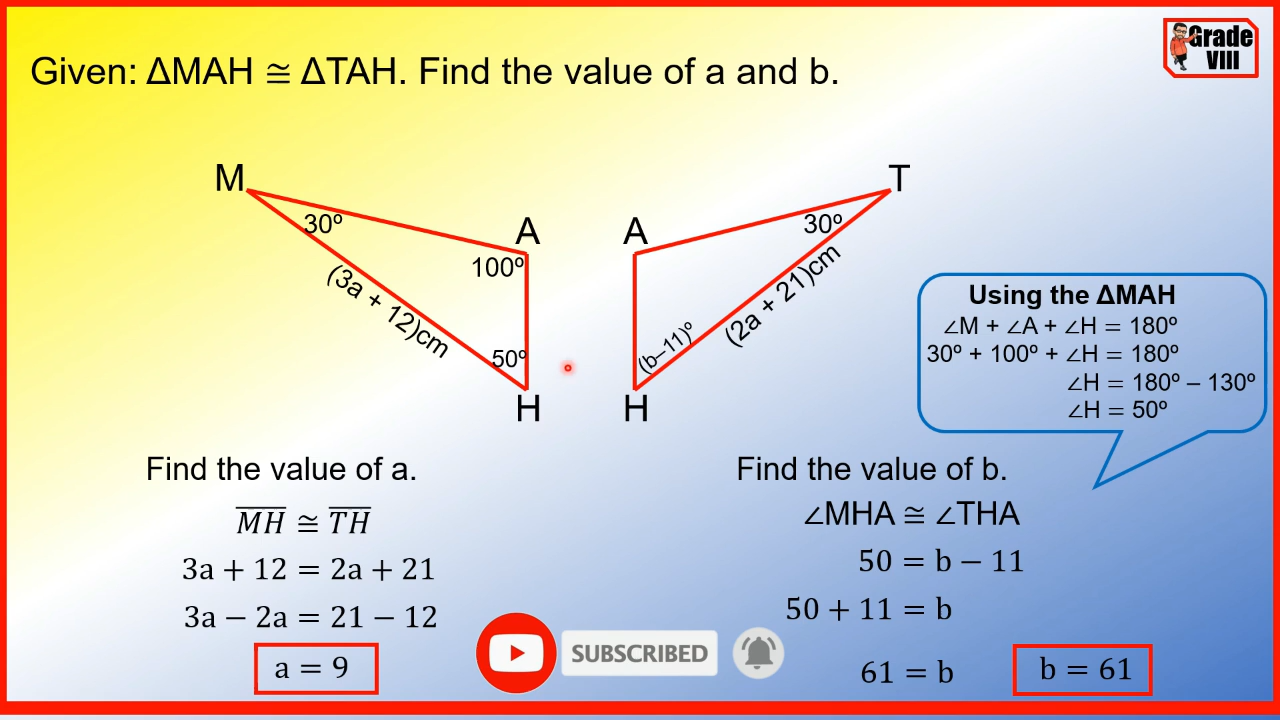 Given: ΔMAH ≅ ΔTAH. Find the value of a and b.
Grade
VIII
M
T
30º
A
A
30º
100º
(3a + 12)cm
(2a + 21)cm
50º
(b–11)º
H
H
Using the ΔMAH
∠M + ∠A + ∠H = 180º
30º + 100º + ∠H = 180º
∠H = 180º – 130º
∠H = 50º
Find the value of a.
M̅H̅ ≅ T̅H̅
3a + 12 = 2a + 21
3a − 2a = 21 − 12
a = 9
Find the value of b.
∠MHA ≅ ∠THA
50 = b − 11
50 + 11 = b
61 = b
b = 61
SUBSCRIBED